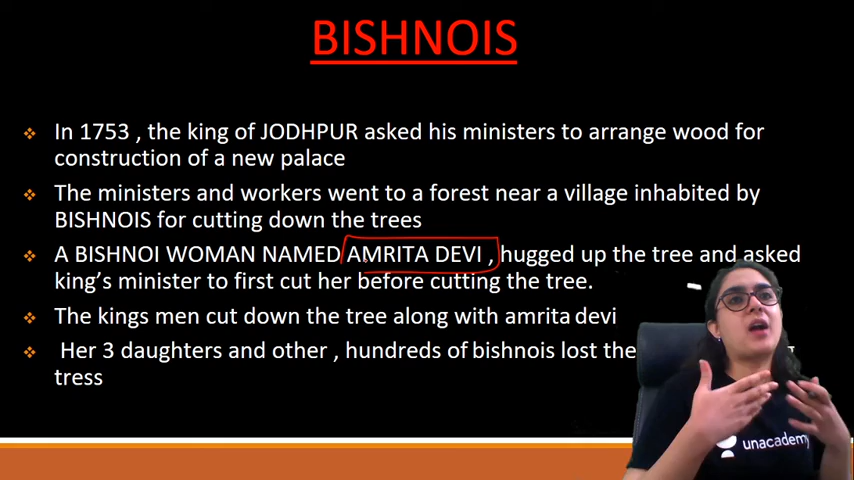 BISHNOIS
In 1753 , the king of JODHPUR asked his ministers to arrange wood for
construction of a new palace
The ministers and workers went to a forest near a village inhabited by
BISHNOIS for cutting down the trees
A BISHNOI WOMAN NAMED AMRITA DEVI , hugged up the tree and asked
king's minister to first cut her before cutting the tree.
The kings men cut down the tree along with amrita devi
Her 3 daughters and other , hundreds of bishnois lost
tress
unacademy